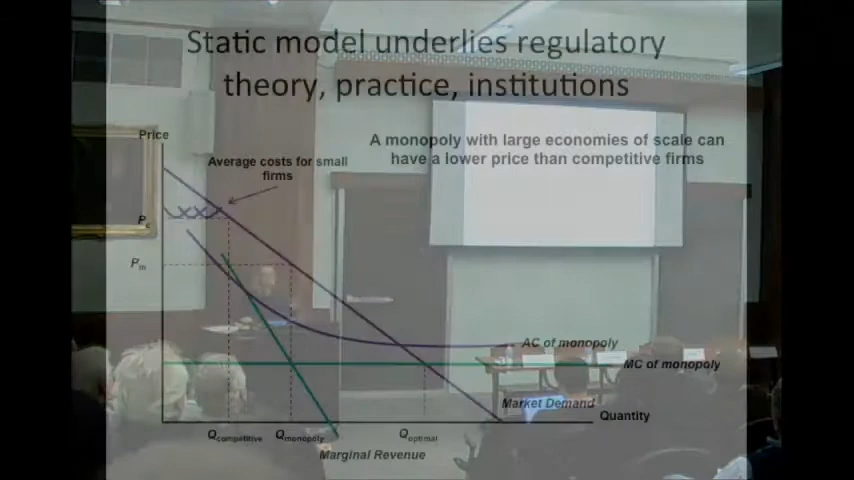 Static model underlies regulatory
theory, practice, institutions
Price
A monopoly with large economies of scale can
have a lower price than competitive firms
Average costs for small
firms
Pc
Pm
AC of monopoly
MC of monopoly
Market Demand
Quantity
Qcompetitive
Qmonopoly
Qoptimal
Marginal Revenue